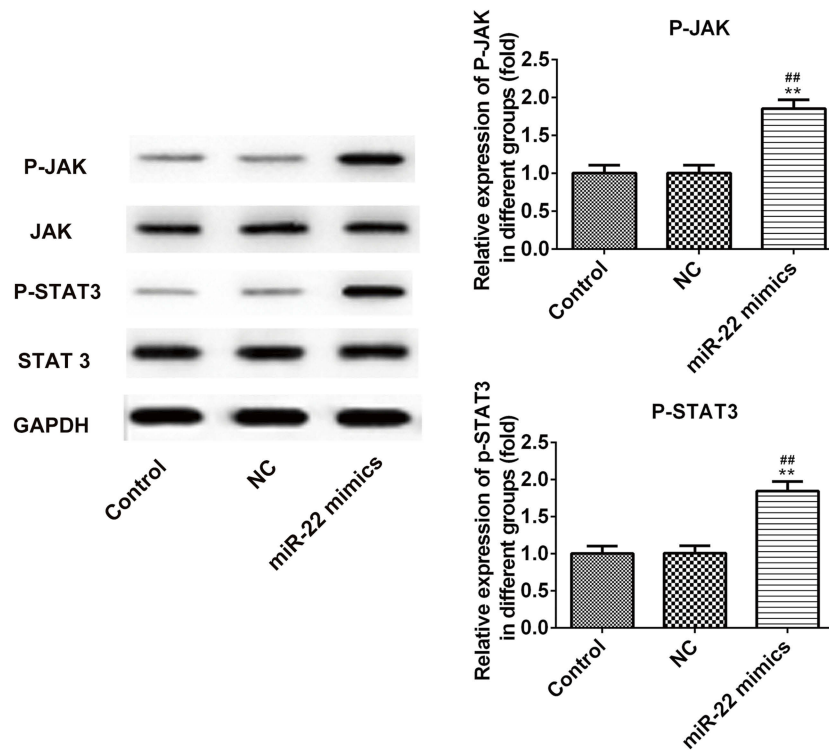 P-JAK
JAK
P-STAT3
STAT 3
GAPDH
Control
NC
miR-22 mimics
P-JAK
Relative expression of P-JAK
in different groups (fold)
2.5
2.0
1.5
1.0
0.5
0.0
##
**
Control
NC
miR-22 mimics
P-STAT3
Relative expression of p-STAT3
in different groups (fold)
2.5
2.0
1.5
1.0
0.5
0.0
##
**
Control
NC
miR-22 mimics